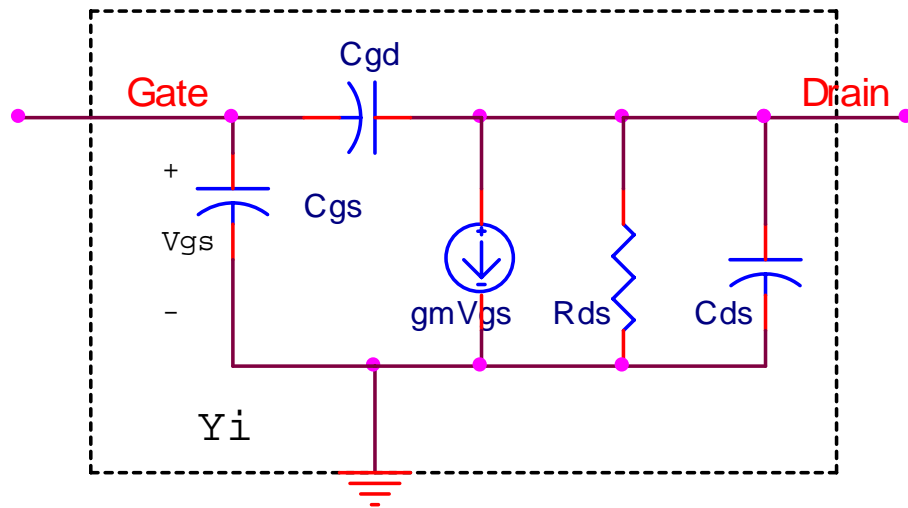 Cgd
Gate
Drain
+
Cgs
Vgs
+
-
-
gmVgs
Rds
Cds
Yi